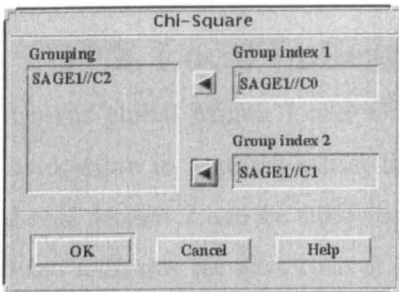 Chi-Square
Grouping
SAGE1//C2
Group index 1
SAGE1//C0
Group index 2
SAGE1//C1
OK
Cancel
Help